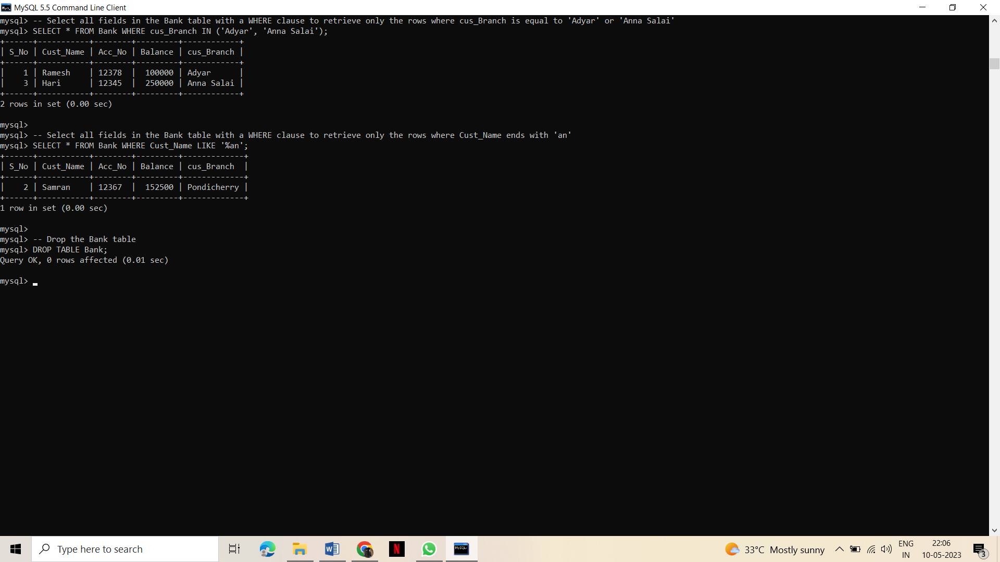 MySQL 5.5 Command Line Client
mysql> -- Select all fields in the Bank table with a WHERE clause to retrieve only the rows where cus_Branch is equal to 'Adyar' or 'Anna Salai'
mysql> SELECT * FROM Bank WHERE cus_Branch IN ('Adyar', 'Anna Salai');
+------+-----------+--------+---------+------------+
| S_No | Cust_Name | Acc_No | Balance | cus_Branch |
+------+-----------+--------+---------+------------+
|    1 | Ramesh    | 12378  |  100000 | Adyar      |
|    3 | Hari      | 12345  |  250000 | Anna Salai |
+------+-----------+--------+---------+------------+
2 rows in set (0.00 sec)
mysql>
mysql> -- Select all fields in the Bank table with a WHERE clause to retrieve only the rows where Cust_Name ends with 'an'
mysql> SELECT * FROM Bank WHERE Cust_Name LIKE '%an';
+------+-----------+--------+---------+-------------+
| S_No | Cust_Name | Acc_No | Balance | cus_Branch  |
+------+-----------+--------+---------+-------------+
|    2 | Samran    | 12367  |  152500 | Pondicherry |
+------+-----------+--------+---------+-------------+
1 row in set (0.00 sec)
mysql>
mysql> -- Drop the Bank table
mysql> DROP TABLE Bank;
Query OK, 0 rows affected (0.01 sec)
mysql> _
Type here to search
33°C Mostly sunny
ENG
IN
22:06
10-05-2023
3